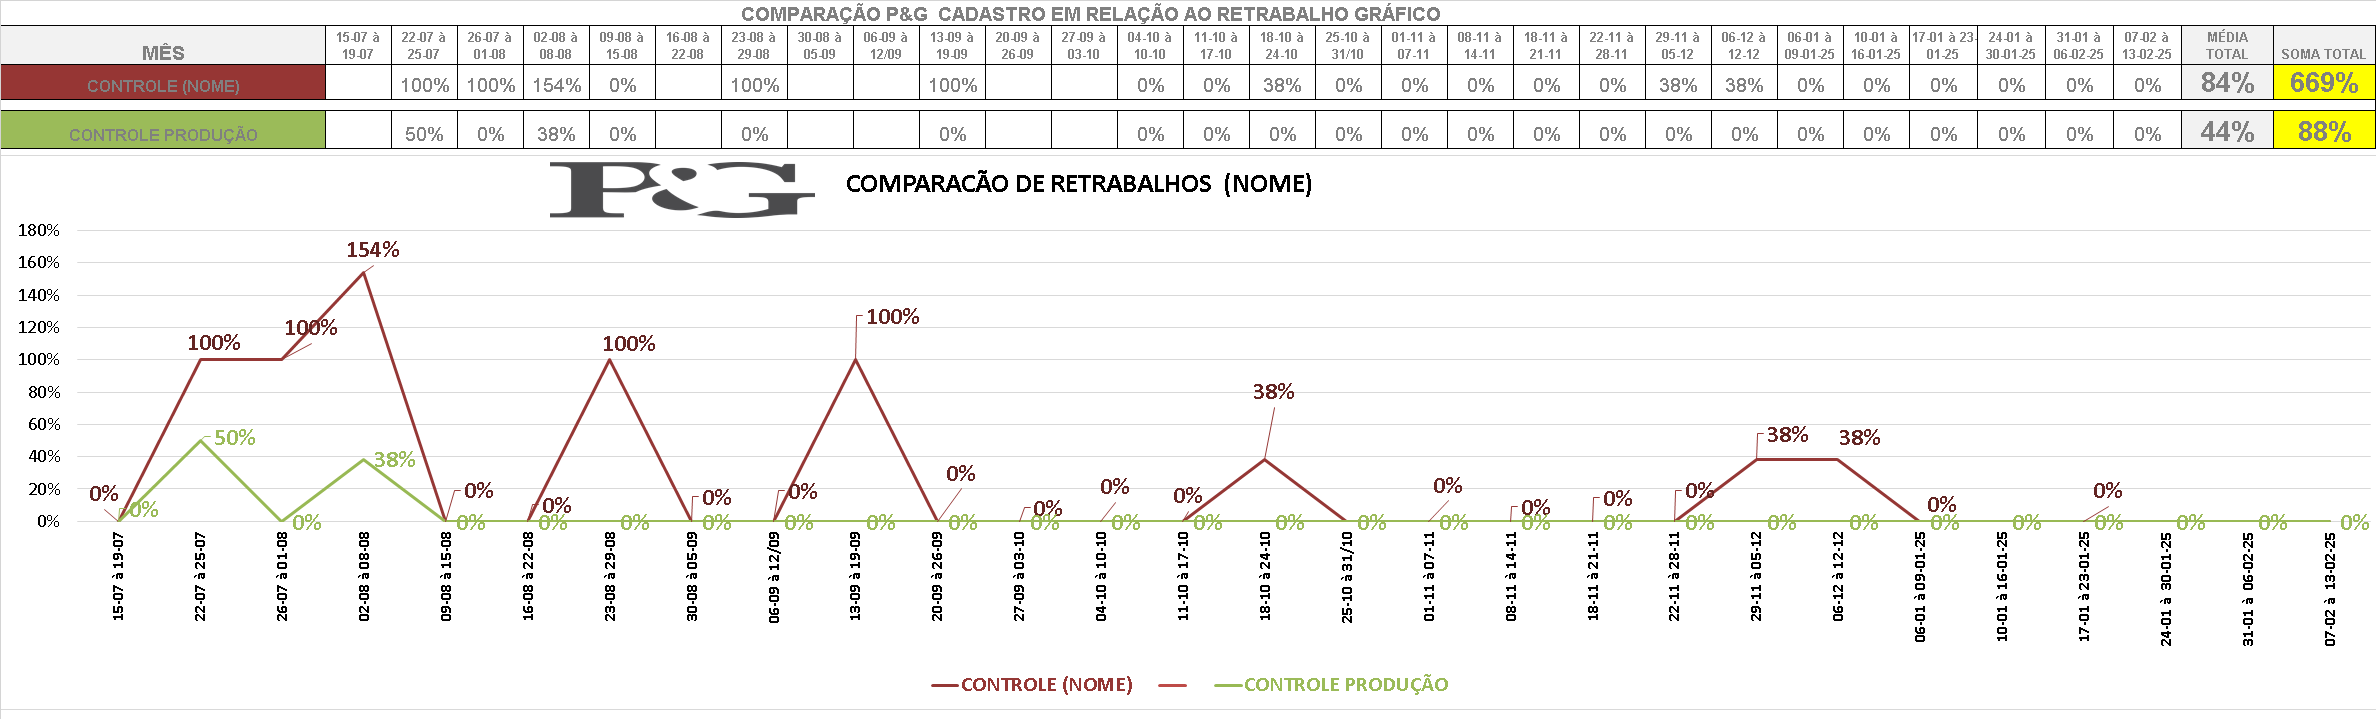 COMPARAÇÃO P&G CADASTRO EM RELAÇÃO AO RETRABALHO GRÁFICO
MÊS 15-07 à 19-07 22-07 à 25-07 26-07 à 01-08 02-08 à 08-08 09-08 à 15-08 16-08 à 22-08 23-08 à 29-08 30-08 à 05-09 06-09 à 12/09 13-09 à 19-09 20-09 à 26-09 27-09 à 03-10 04-10 à 10-10 11-10 à 17-10 18-10 à 24-10 25-10 à 31/10 01-11 à 07-11 08-11 à 14-11 18-11 à 21-11 22-11 à 28-11 29-11 à 05-12 06-12 à 12-12 06-01 à 09-01-25 10-01 à 16-01-25 17-01 à 23-01-25 24-01 à 30-01-25 31-01 à 06-02-25 07-02 à 13-02-25 MÉDIA TOTAL SOMA TOTAL
CONTROLE (NOME) 100% 100% 154% 0% 100% 100% 0% 0% 38% 0% 0% 0% 0% 0% 38% 38% 0% 0% 0% 0% 0% 0% 84% 669%
CONTROLE PRODUÇÃO 50% 0% 38% 0% 0% 0% 0% 0% 0% 0% 0% 0% 0% 0% 0% 0% 0% 0% 0% 0% 0% 0% 44% 88%
P&G COMPARACÃO DE RETRABALHOS (NOME)
180%
160%
140%
120%
100%
80%
60%
40%
20%
0%
0% 100% 100% 154% 0% 0% 100% 0% 0% 100% 0% 0% 0% 0% 38% 0% 0% 0% 0% 38% 38% 0% 0%
0% 50% 0% 38% 0% 0% 0% 0% 0% 0% 0% 0% 0% 0% 0% 0% 0% 0% 0% 0% 0% 0% 0% 0% 0% 0% 0% 0%
15-07 à 19-07
22-07 à 25-07
26-07 à 01-08
02-08 à 08-08
09-08 à 15-08
16-08 à 22-08
23-08 à 29-08
30-08 à 05-09
06-09 à 12/09
13-09 à 19-09
20-09 à 26-09
27-09 à 03-10
04-10 à 10-10
11-10 à 17-10
18-10 à 24-10
25-10 à 31/10
01-11 à 07-11
08-11 à 14-11
18-11 à 21-11
22-11 à 28-11
29-11 à 05-12
06-12 à 12-12
06-01 à 09-01-25
10-01 à 16-01-25
17-01 à 23-01-25
24-01 à 30-01-25
31-01 à 06-02-25
07-02 à 13-02-25
CONTROLE (NOME) CONTROLE PRODUÇÃO